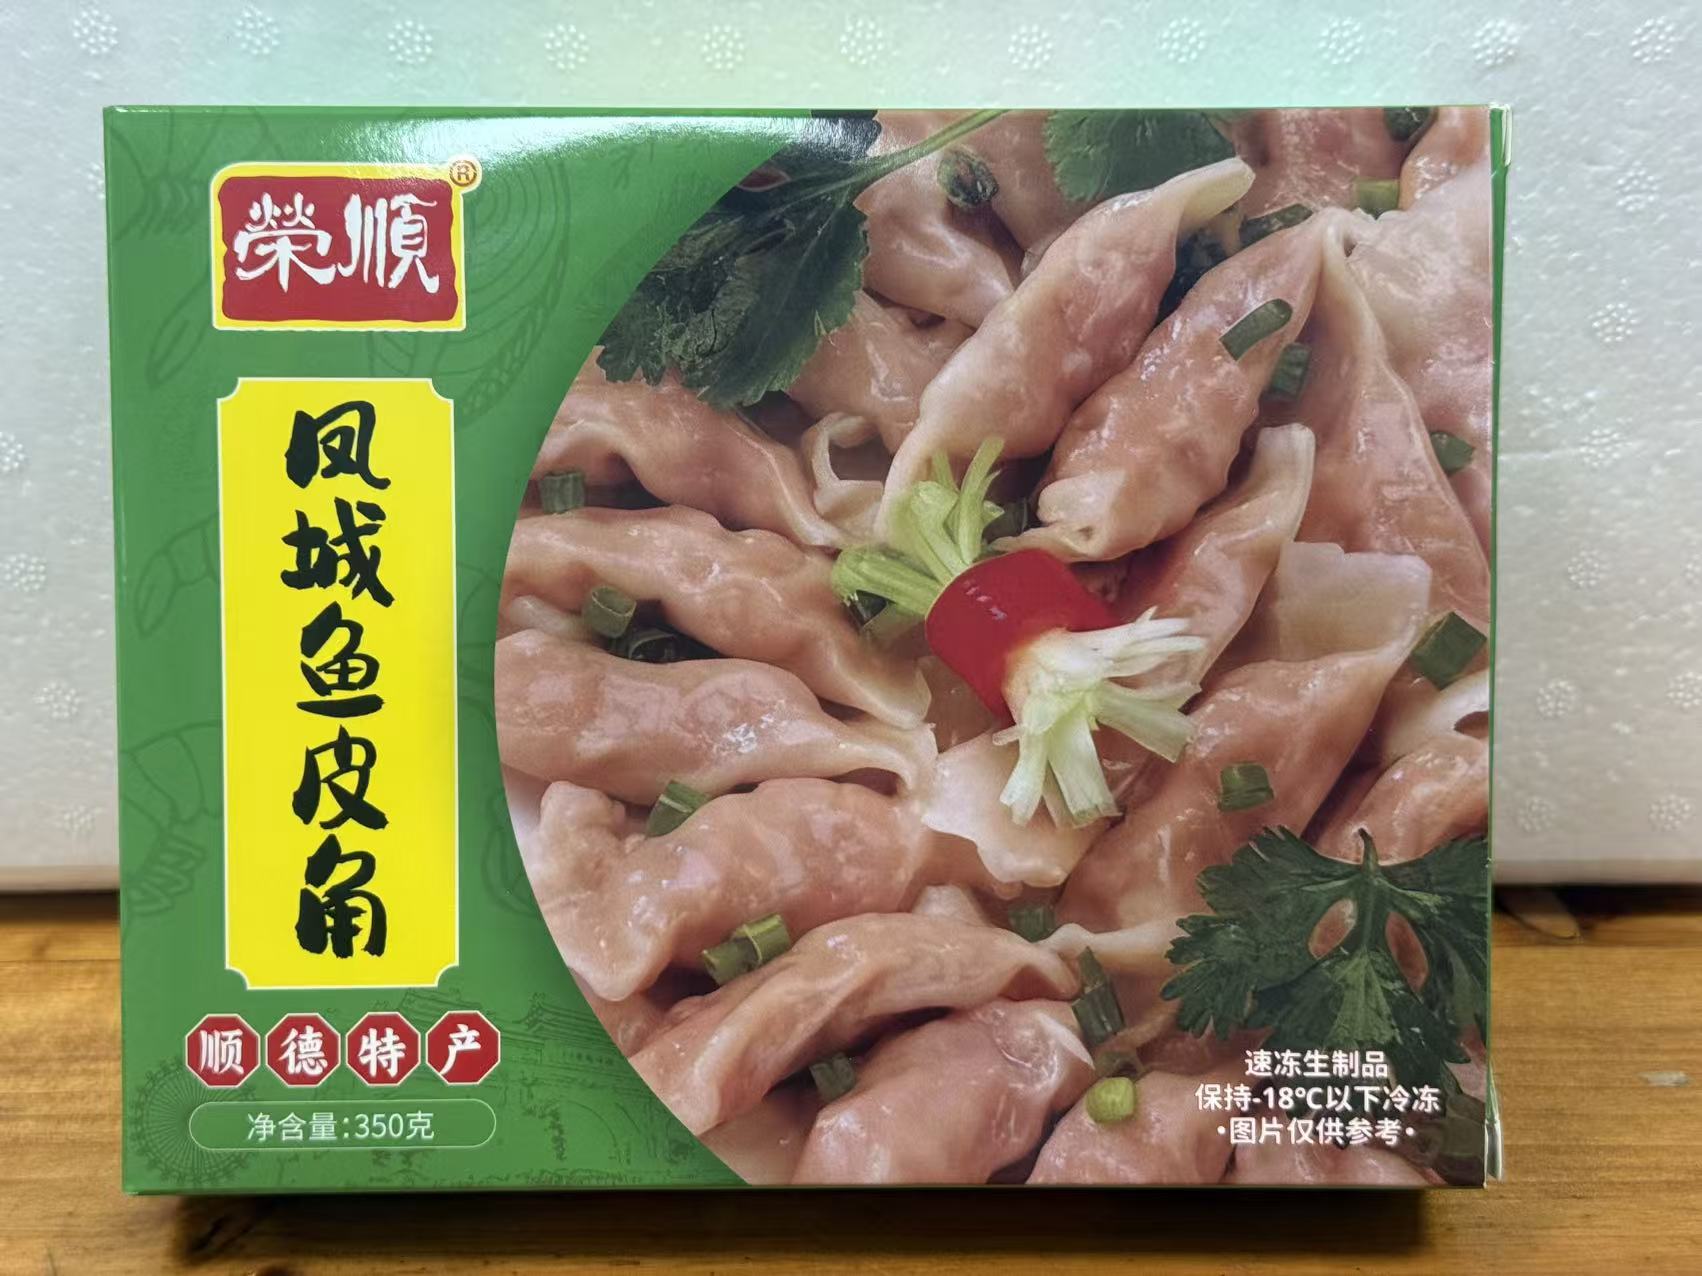 榮順
®
凤城鱼皮角
顺德特产
净含量:350克
速冻生制品
保持-18℃以下冷冻
·图片仅供参考·